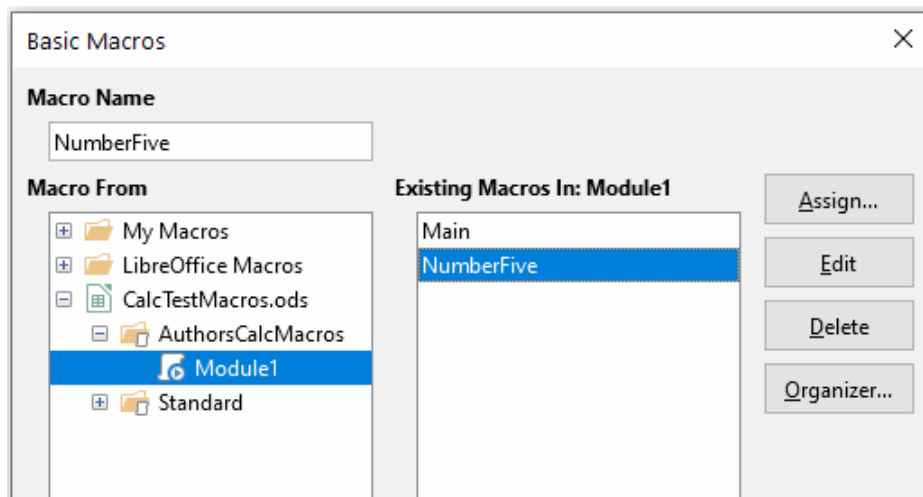 Basic Macros
Macro Name
NumberFive
Macro From
My Macros
LibreOffice Macros
CalcTestMacros.ods
AuthorsCalcMacros
Module1
Standard
Existing Macros In: Module1
Main
NumberFive
Assign...
Edit
Delete
Organizer...